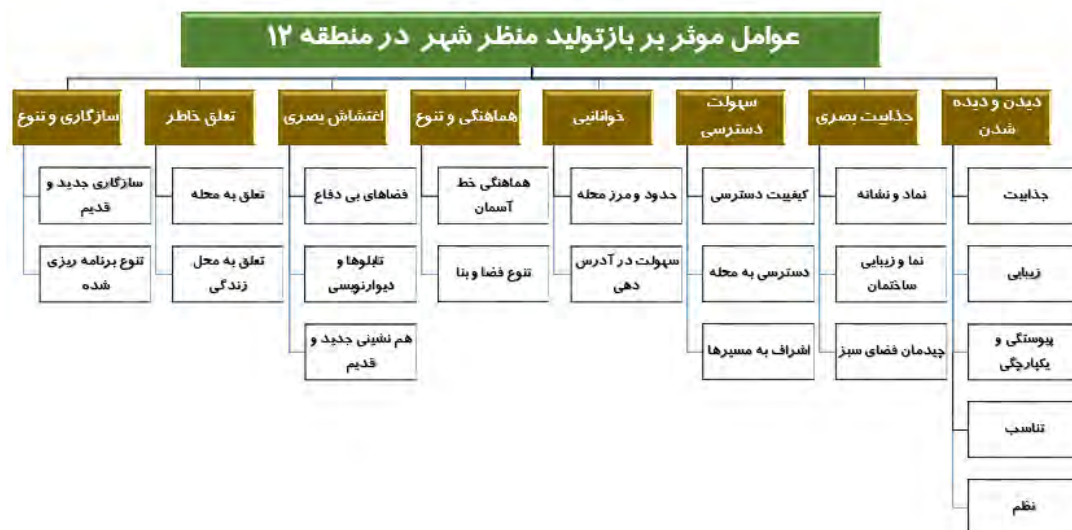 عوامل موثر بر بازتولید منظر شهر در منطقه ۱۲
دیدن و دیده
شدن
جذابیت
زیبایی
پیوستگی و
یکپارچگی
تناسب
نظم
جذابیت بصری
نماد و نشانه
نما و زیبایی
ساختمان
چیدمان فضای سبز
سهولت
دسترسی
کیفییت دسترسی
دسترسی به محله
اشراف به مسیرها
خوانایی
حدود و مرز محله
سهولت در آدرس
دهی
هماهنگی و تنوع
هماهنگی خط
آسمان
تنوع فضا و بنا
اغتشاش بصری
فضاهای بی دفاع
تابلوها و
دیوارنویسی
هم نشینی جدید و
قدیم
تعلق خاطر
تعلق به محله
تعلق به محل
زندگی
سازگاری و تنوع
سازگاری جدید و
قدیم
تنوع برنامه ریزی
شده